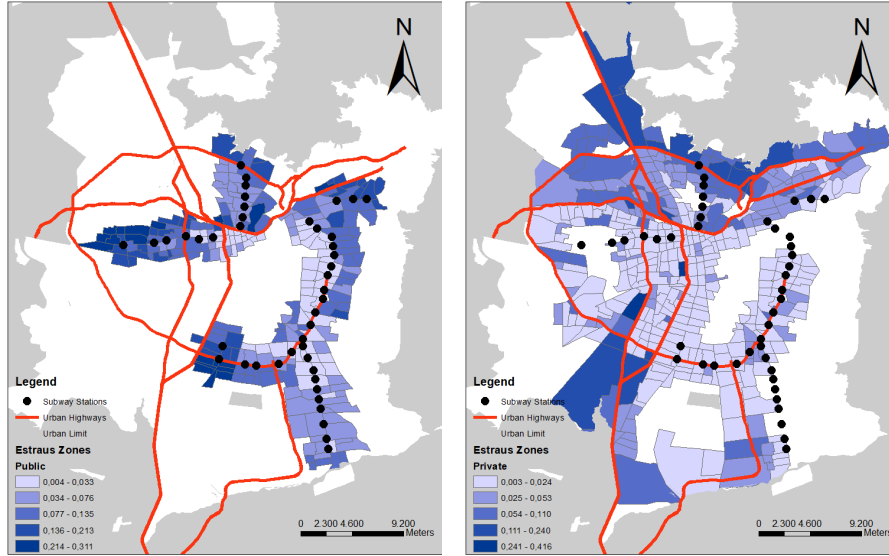 N
Legend
Subway Stations
Urban Highways
Urban Limit
Estraus Zones
Public
0,004 - 0,033
0,034 - 0,076
0,077 - 0,135
0,136 - 0,213
0,214 - 0,311
0 2.300 4.600 9.200
Meters
N
Legend
Subway Stations
Urban Highways
Urban Limit
Estraus Zones
Private
0,003 - 0,024
0,025 - 0,053
0,054 - 0,110
0,111 - 0,240
0,241 - 0,416
0 2.300 4.600 9.200
Meters